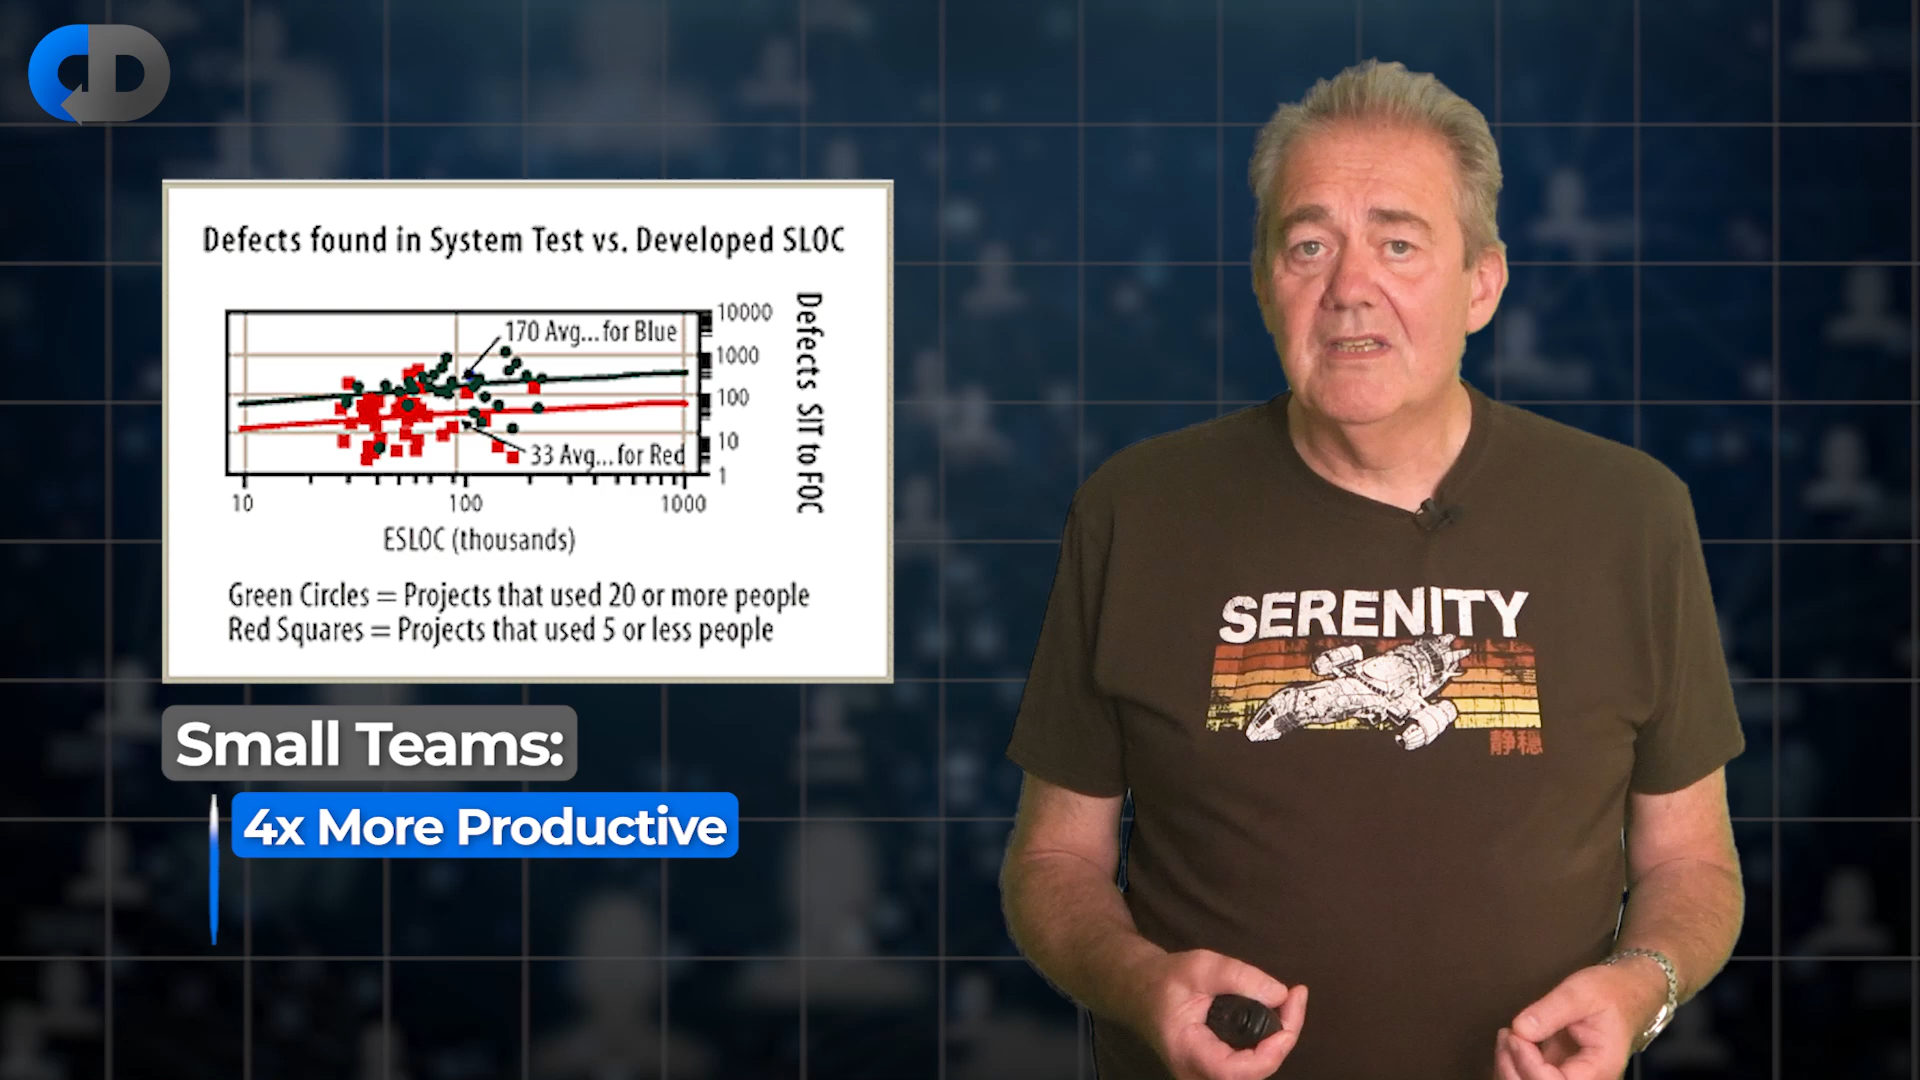 CD
Defects found in System Test vs. Developed SLOC
170 Avg...for Blue
33 Avg...for Red
10000
1000
100
10
1
Defects SIT to FOC
10
100
1000
ESLOC (thousands)
Green Circles = Projects that used 20 or more people
Red Squares = Projects that used 5 or less people
Small Teams:
4x More Productive
SERENITY
静穏